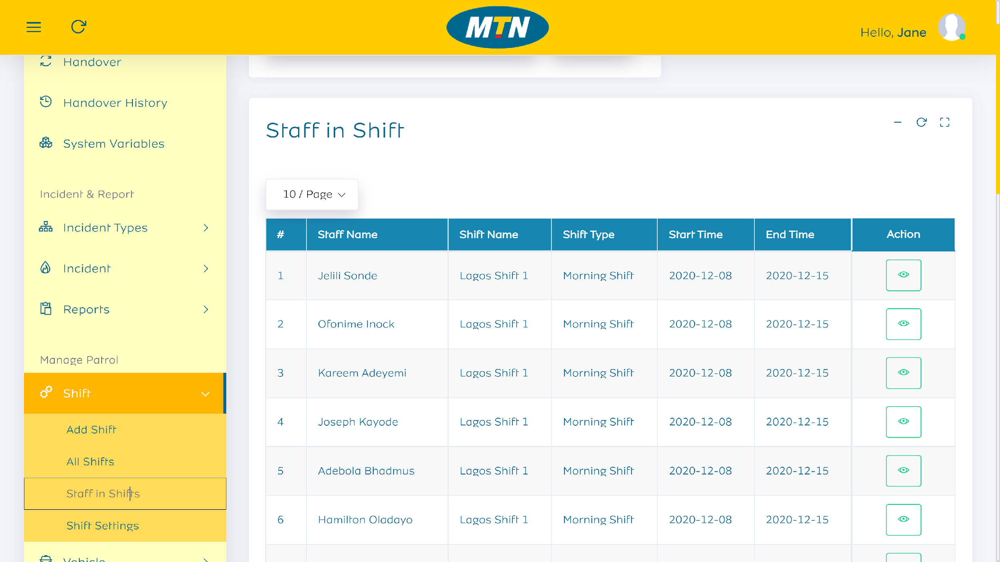 MTN
Hello, Jane
Handover
Handover History
System Variables
Incident & Report
Incident Types
Incident
Reports
Manage Patrol
Shift
Add Shift
All Shifts
Staff in Shifts
Shift Settings
Vehicle
Staff in Shift
10 / Page
# Staff Name Shift Name Shift Type Start Time End Time Action
1 Jelili Sonde Lagos Shift 1 Morning Shift 2020-12-08 2020-12-15
2 Ofonime Inock Lagos Shift 1 Morning Shift 2020-12-08 2020-12-15
3 Kareem Adeyemi Lagos Shift 1 Morning Shift 2020-12-08 2020-12-15
4 Joseph Kayode Lagos Shift 1 Morning Shift 2020-12-08 2020-12-15
5 Adebola Bhadmus Lagos Shift 1 Morning Shift 2020-12-08 2020-12-15
6 Hamilton Oladayo Lagos Shift 1 Morning Shift 2020-12-08 2020-12-15